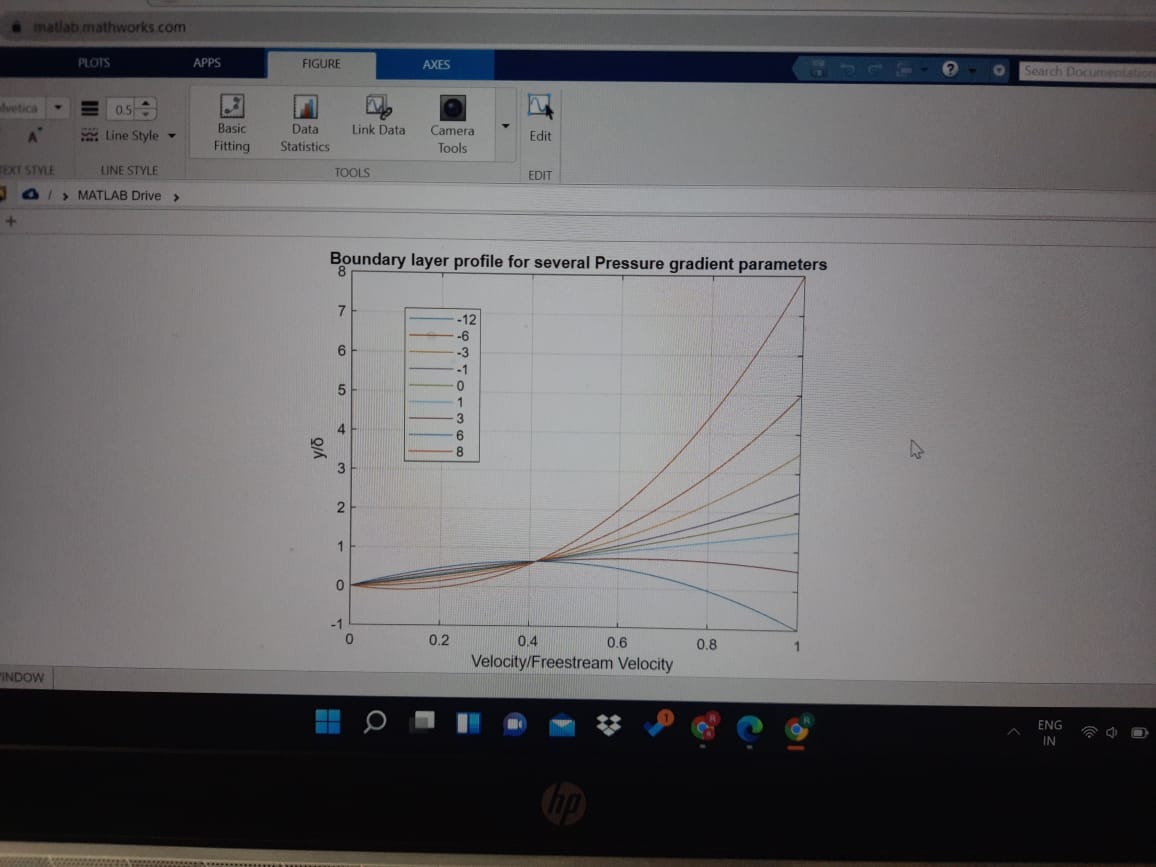 matlab.mathworks.com
PLOTS APPS FIGURE AXES
Search Documentation
0.5
Line Style
A
Basic Fitting
Data Statistics
Link Data
Camera Tools
Edit
TEXT STYLE LINE STYLE TOOLS EDIT
/ > MATLAB Drive >
+
Boundary layer profile for several Pressure gradient parameters
8
7
6
5
4
3
2
1
0
-1
y/δ
-12
-6
-3
-1
0
1
3
6
8
0 0.2 0.4 0.6 0.8 1
Velocity/Freestream Velocity
INDOW
1
R
R
ENG
IN
hp